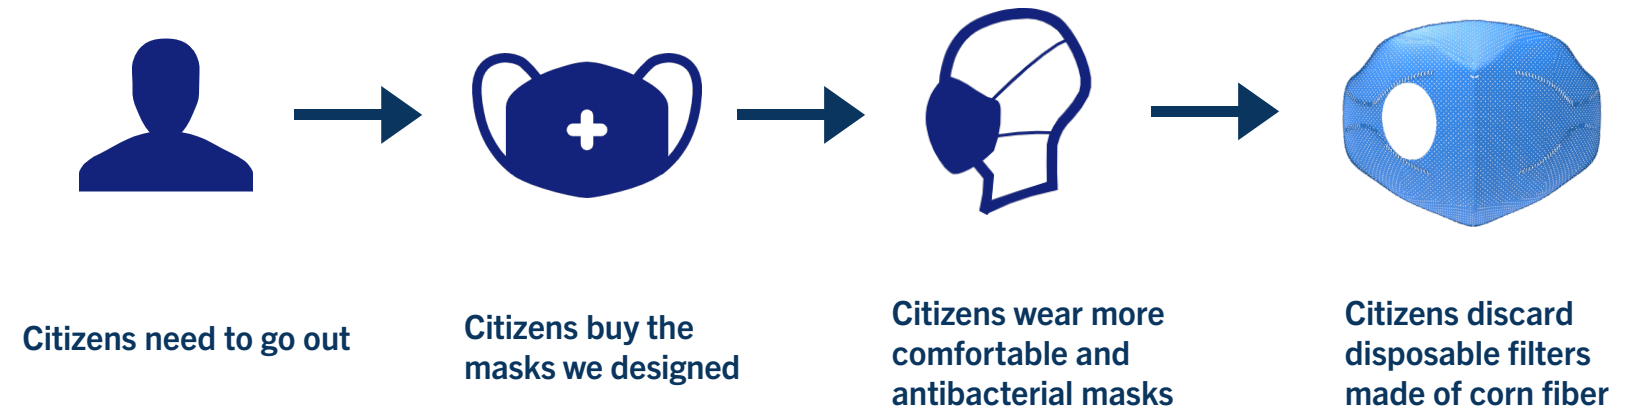 Citizens need to go out
Citizens buy the
masks we designed
Citizens wear more
comfortable and
antibacterial masks
Citizens discard
disposable filters
made of corn fiber